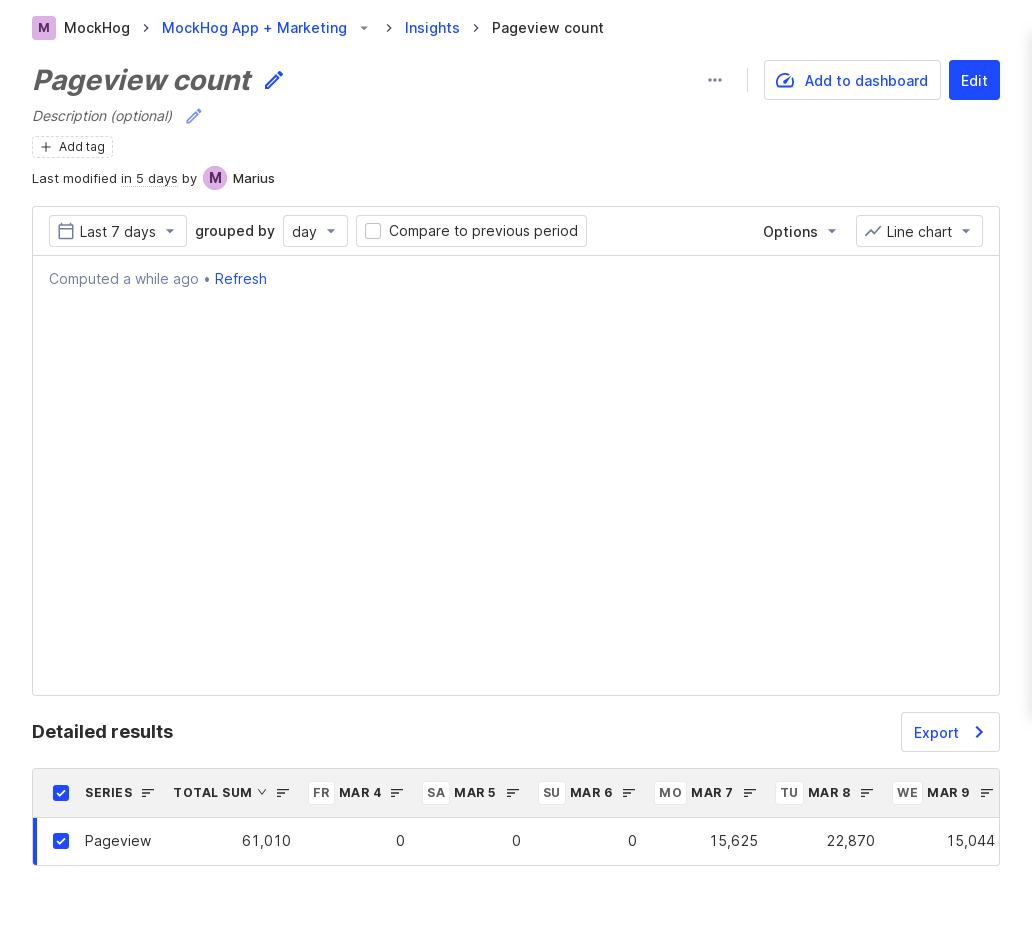 M MockHog MockHog App + Marketing Insights Pageview count
Pageview count
Add to dashboard Edit
Description (optional)
Add tag
Last modified in 5 days by M Marius
Last 7 days grouped by day Compare to previous period Options Line chart
Computed a while ago • Refresh
Detailed results Export
SERIES TOTAL SUM FR MAR 4 SA MAR 5 SU MAR 6 MO MAR 7 TU MAR 8 WE MAR 9
Pageview 61,010 0 0 0 15,625 22,870 15,044